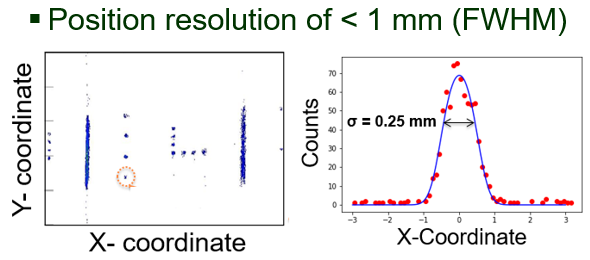 ▪ Position resolution of < 1 mm (FWHM)
Y- coordinate
X- coordinate
Counts
70
60
50
40
30
20
10
0
σ = 0.25 mm
−3 −2 −1 0 1 2 3
X-Coordinate